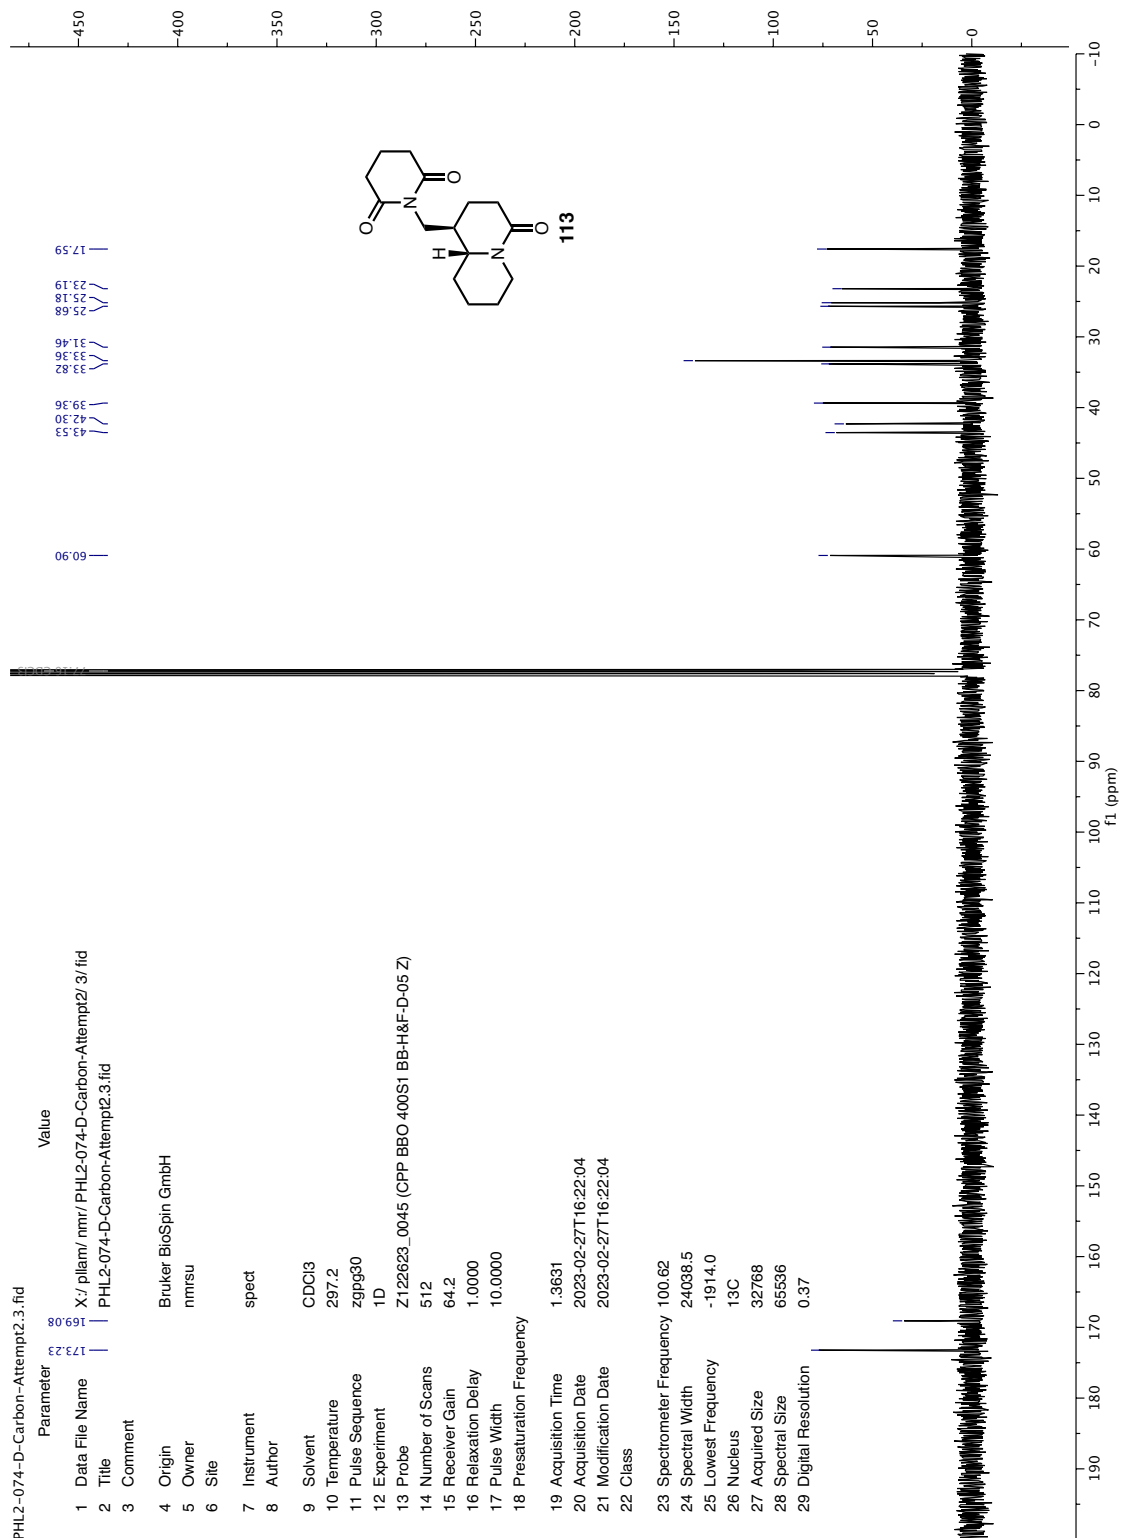 PHL2-074-D-Carbon-Attempt2.3.fid
Parameter Value
1 Data File Name X:/ pllam/ nmr/ PHL2-074-D-Carbon-Attempt2/ 3/ fid
2 Title PHL2-074-D-Carbon-Attempt2.3.fid
3 Comment
4 Origin Bruker BioSpin GmbH
5 Owner nmrsu
6 Site
7 Instrument spect
8 Author
9 Solvent CDCl3
10 Temperature 297.2
11 Pulse Sequence zgpg30
12 Experiment 1D
13 Probe Z122623_0045 (CPP BBO 400S1 BB-H&F-D-05 Z)
14 Number of Scans 512
15 Receiver Gain 64.2
16 Relaxation Delay 1.0000
17 Pulse Width 10.0000
18 Presaturation Frequency
19 Acquisition Time 1.3631
20 Acquisition Date 2023-02-27T16:22:04
21 Modification Date 2023-02-27T16:22:04
22 Class
23 Spectrometer Frequency 100.62
24 Spectral Width 24038.5
25 Lowest Frequency -1914.0
26 Nucleus 13C
27 Acquired Size 32768
28 Spectral Size 65536
29 Digital Resolution 0.37
173.23
169.08
77.16 CDCl3
60.90
43.53
42.30
39.36
33.82
33.36
31.46
25.68
25.18
23.19
17.59
O
N
O
H
N
O
113
450
400
350
300
250
200
150
100
50
0
190 180 170 160 150 140 130 120 110 100 90 80 70 60 50 40 30 20 10 0 -10
f1 (ppm)